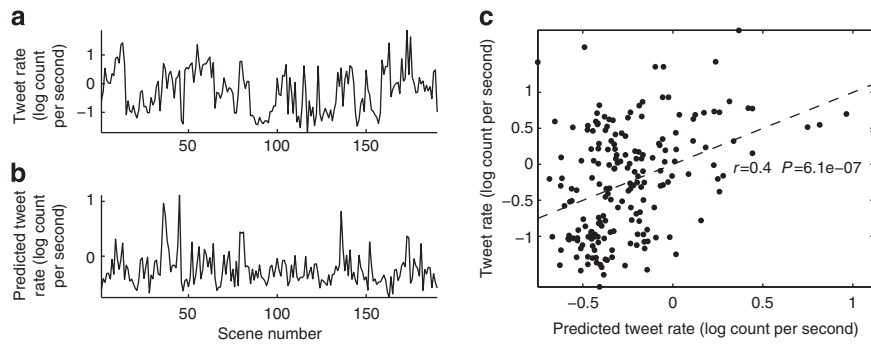 a
Tweet rate
(log count
per second)
1
0
−1
50
100
150
b
Predicted tweet
rate (log count
per second)
1
0
50
100
150
Scene number
c
Tweet rate (log count per second)
1
0.5
0
−0.5
−1
r=0.4 P=6.1e−07
−0.5
0
0.5
1
Predicted tweet rate (log count per second)